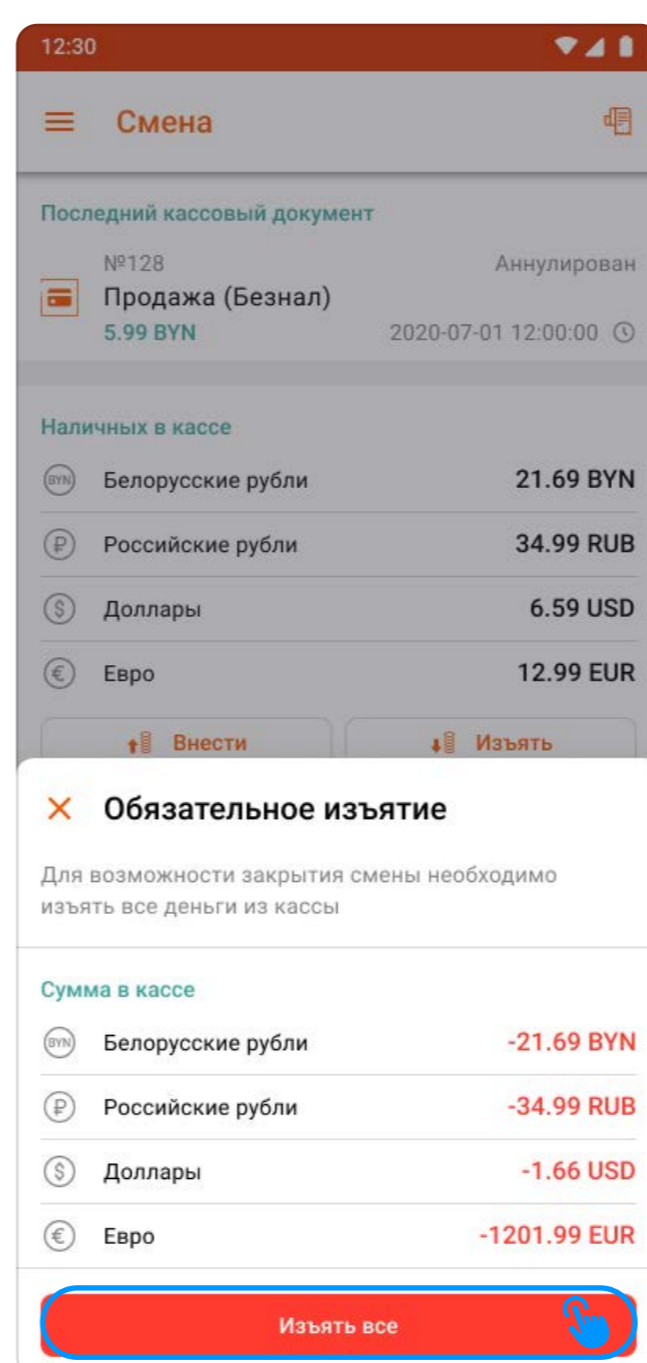 12:30
Смена
Последний кассовый документ
№128 Аннулирован
Продажа (Безнал)
5.99 BYN 2020-07-01 12:00:00
Наличных в кассе
BYN Белорусские рубли 21.69 BYN
₽ Российские рубли 34.99 RUB
$ Доллары 6.59 USD
€ Евро 12.99 EUR
Внести Изъять
Обязательное изъятие
Для возможности закрытия смены необходимо
изъять все деньги из кассы
Сумма в кассе
BYN Белорусские рубли -21.69 BYN
₽ Российские рубли -34.99 RUB
$ Доллары -1.66 USD
€ Евро -1201.99 EUR
Изъять все